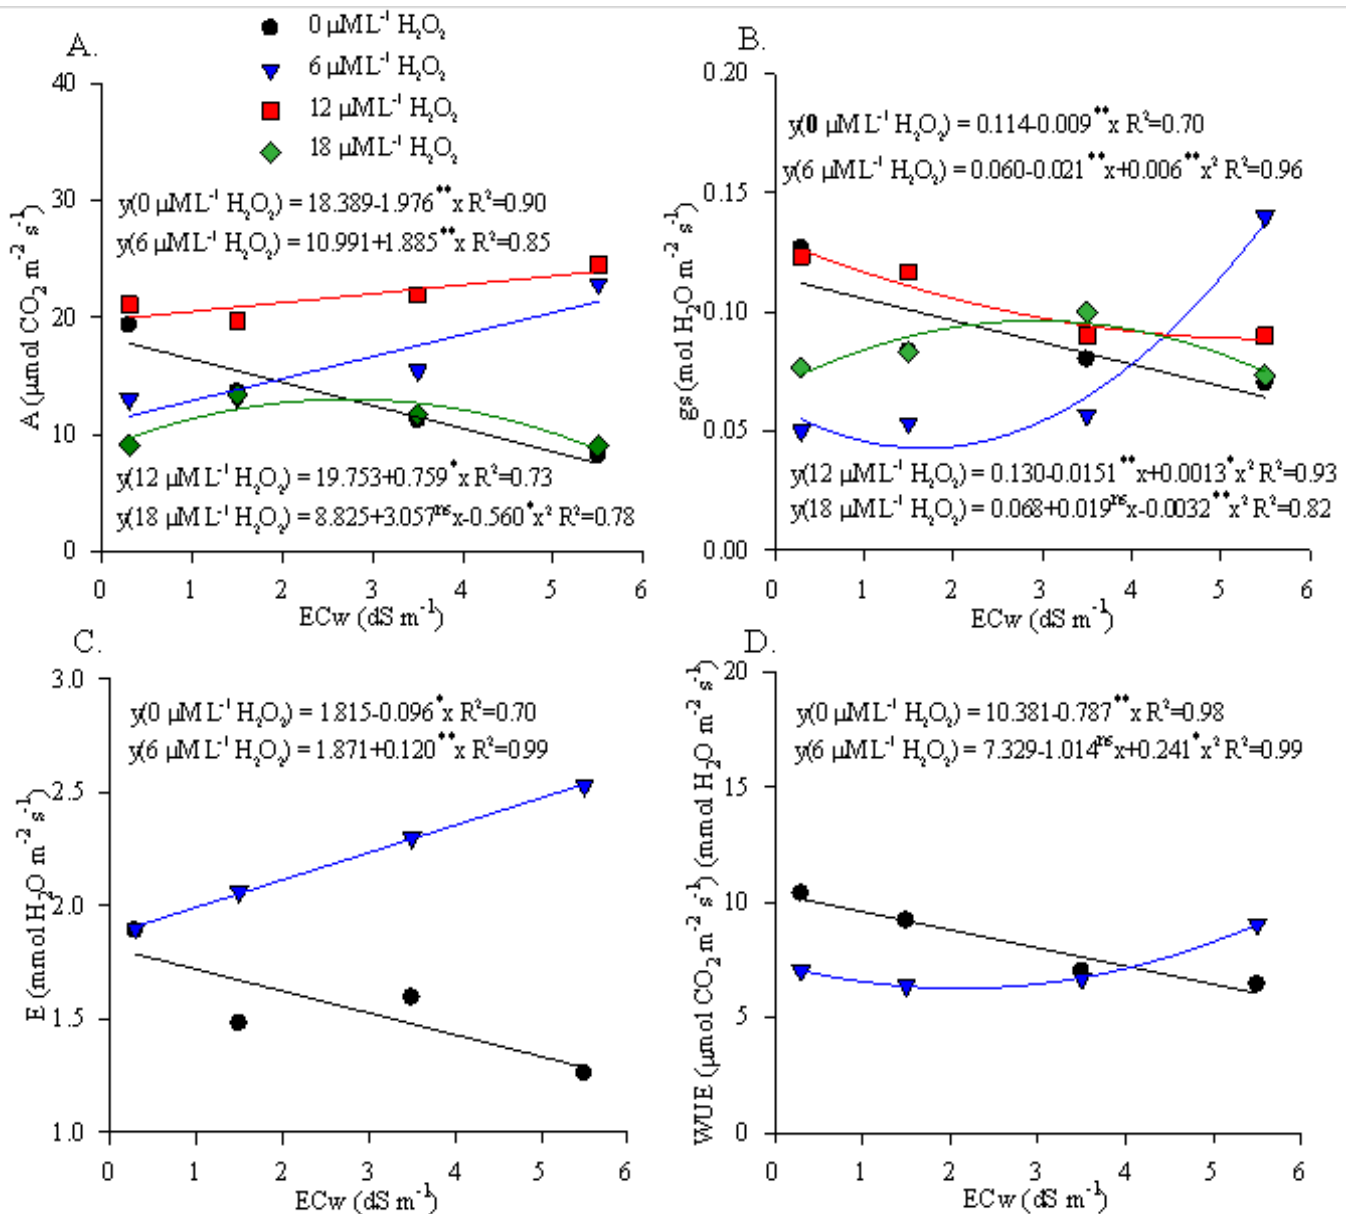 A.
0 µML⁻¹ H₂O₂
6 µML⁻¹ H₂O₂
12 µML⁻¹ H₂O₂
18 µML⁻¹ H₂O₂
y(0 µML⁻¹ H₂O₂) = 18.389-1.976**x R²=0.90
y(6 µML⁻¹ H₂O₂) = 10.991+1.885**x R²=0.85
y(12 µML⁻¹ H₂O₂) = 19.753+0.759*x R²=0.73
y(18 µML⁻¹ H₂O₂) = 8.825+3.057ⁿˢx-0.560*x² R²=0.78
A (µmol CO₂ m⁻² s⁻¹)
40
30
20
10
0
0 1 2 3 4 5 6
ECw (dS m⁻¹)
B.
y(0 µML⁻¹ H₂O₂) = 0.114-0.009**x R²=0.70
y(6 µML⁻¹ H₂O₂) = 0.060-0.021**x+0.006**x² R²=0.96
y(12 µML⁻¹ H₂O₂) = 0.130-0.0151**x+0.0013*x² R²=0.93
y(18 µML⁻¹ H₂O₂) = 0.068+0.019ⁿˢx-0.0032**x² R²=0.82
gs (mol H₂O m⁻² s⁻¹)
0.20
0.15
0.10
0.05
0.00
0 1 2 3 4 5 6
ECw (dS m⁻¹)
C.
y(0 µML⁻¹ H₂O₂) = 1.815-0.096*x R²=0.70
y(6 µML⁻¹ H₂O₂) = 1.871+0.120**x R²=0.99
E (mmol H₂O m⁻² s⁻¹)
3.0
2.5
2.0
1.5
1.0
0 1 2 3 4 5 6
ECw (dS m⁻¹)
D.
y(0 µML⁻¹ H₂O₂) = 10.381-0.787**x R²=0.98
y(6 µML⁻¹ H₂O₂) = 7.329-1.014ⁿˢx+0.241*x² R²=0.99
WUE (µmol CO₂ m⁻² s⁻¹) (mmol H₂O m⁻² s⁻¹)
20
15
10
5
0
0 1 2 3 4 5 6
ECw (dS m⁻¹)